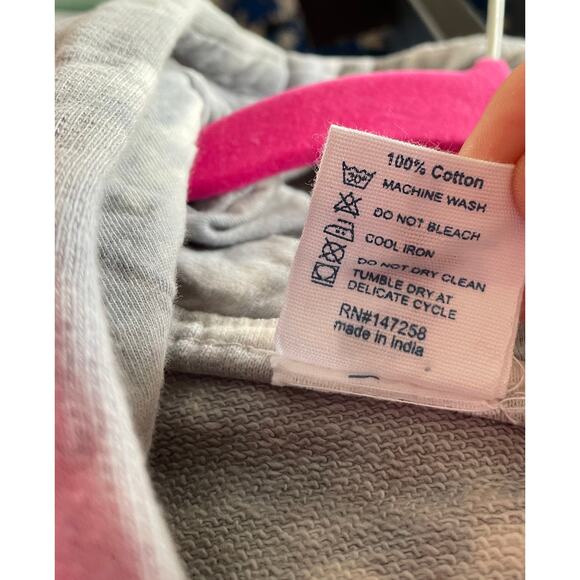 100% Cotton
30°
MACHINE WASH
DO NOT BLEACH
COOL IRON
DO NOT DRY CLEAN
TUMBLE DRY AT
DELICATE CYCLE
RN#147258
made in India